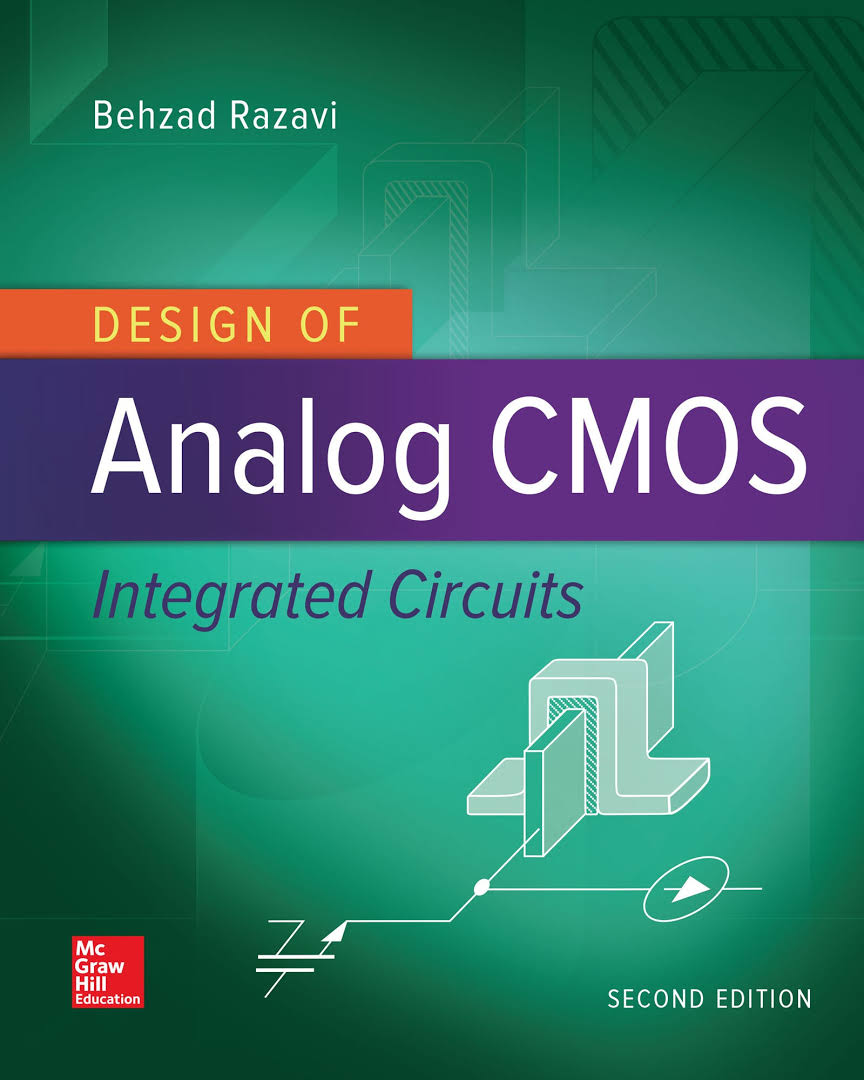 Behzad Razavi
DESIGN OF
Analog CMOS
Integrated Circuits
Mc
Graw
Hill
Education
SECOND EDITION